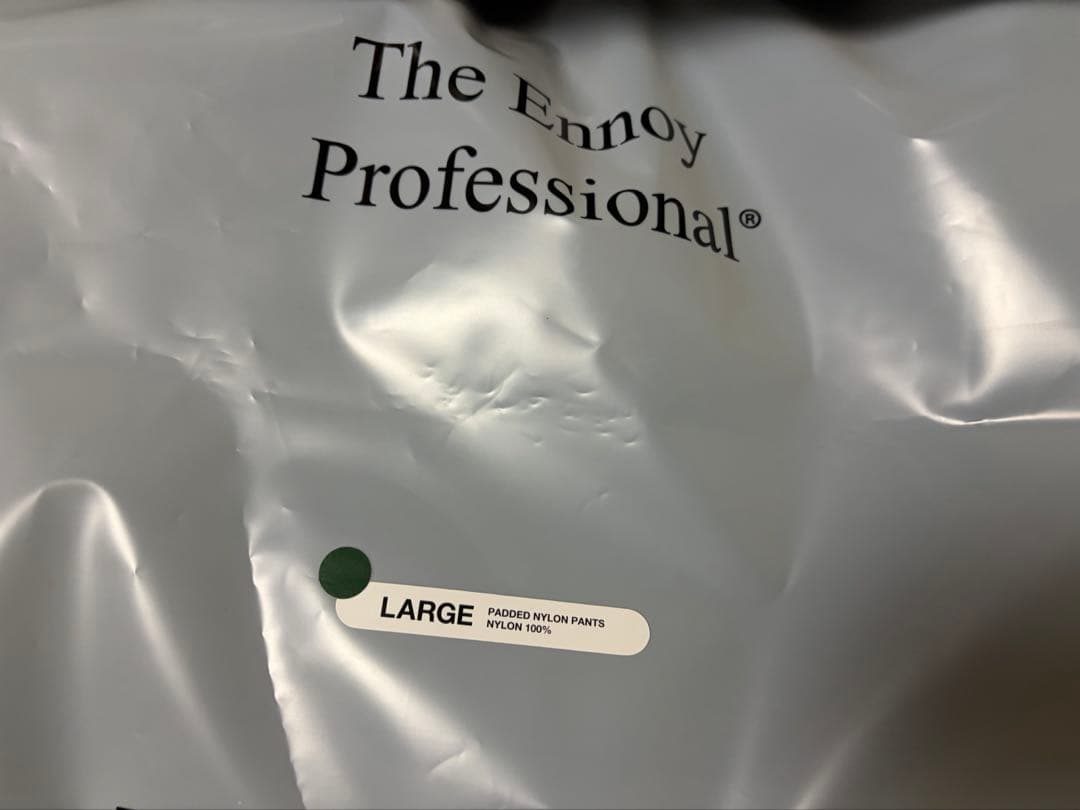 The Ennoy
Professional®
LARGE
PADDED NYLON PANTS
NYLON 100%